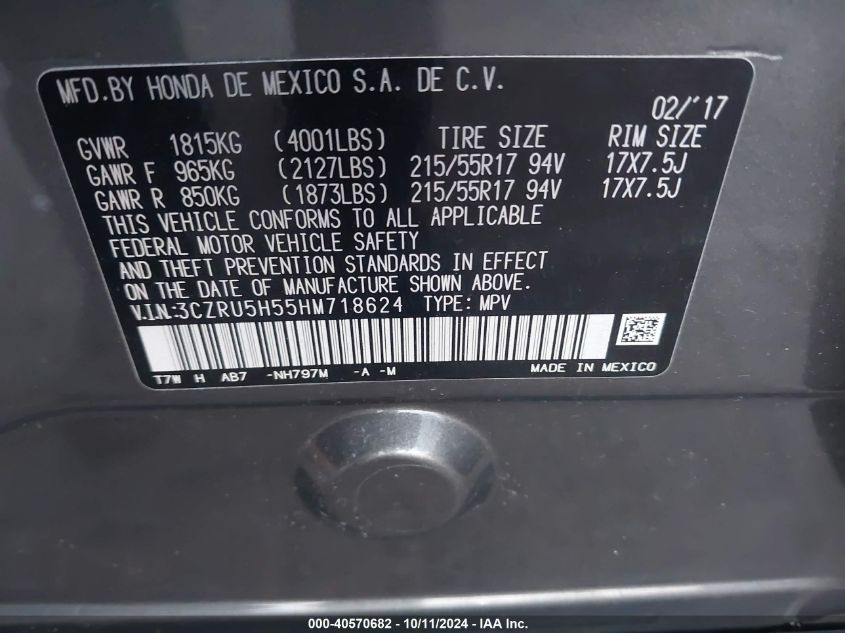 MFD.BY HONDA DE MEXICO S.A. DE C.V.
02/'17
GVWR 1815KG (4001LBS) TIRE SIZE RIM SIZE
GAWR F 965KG (2127LBS) 215/55R17 94V 17X7.5J
GAWR R 850KG (1873LBS) 215/55R17 94V 17X7.5J
THIS VEHICLE CONFORMS TO ALL APPLICABLE
FEDERAL MOTOR VEHICLE SAFETY
AND THEFT PREVENTION STANDARDS IN EFFECT
ON THE DATE OF MANUFACTURE SHOWN ABOVE.
V.I.N:3CZRU5H55HM718624 TYPE: MPV
T7W H AB7 -NH797M -A -M MADE IN MEXICO
000-40570682 - 10/11/2024 - IAA Inc.